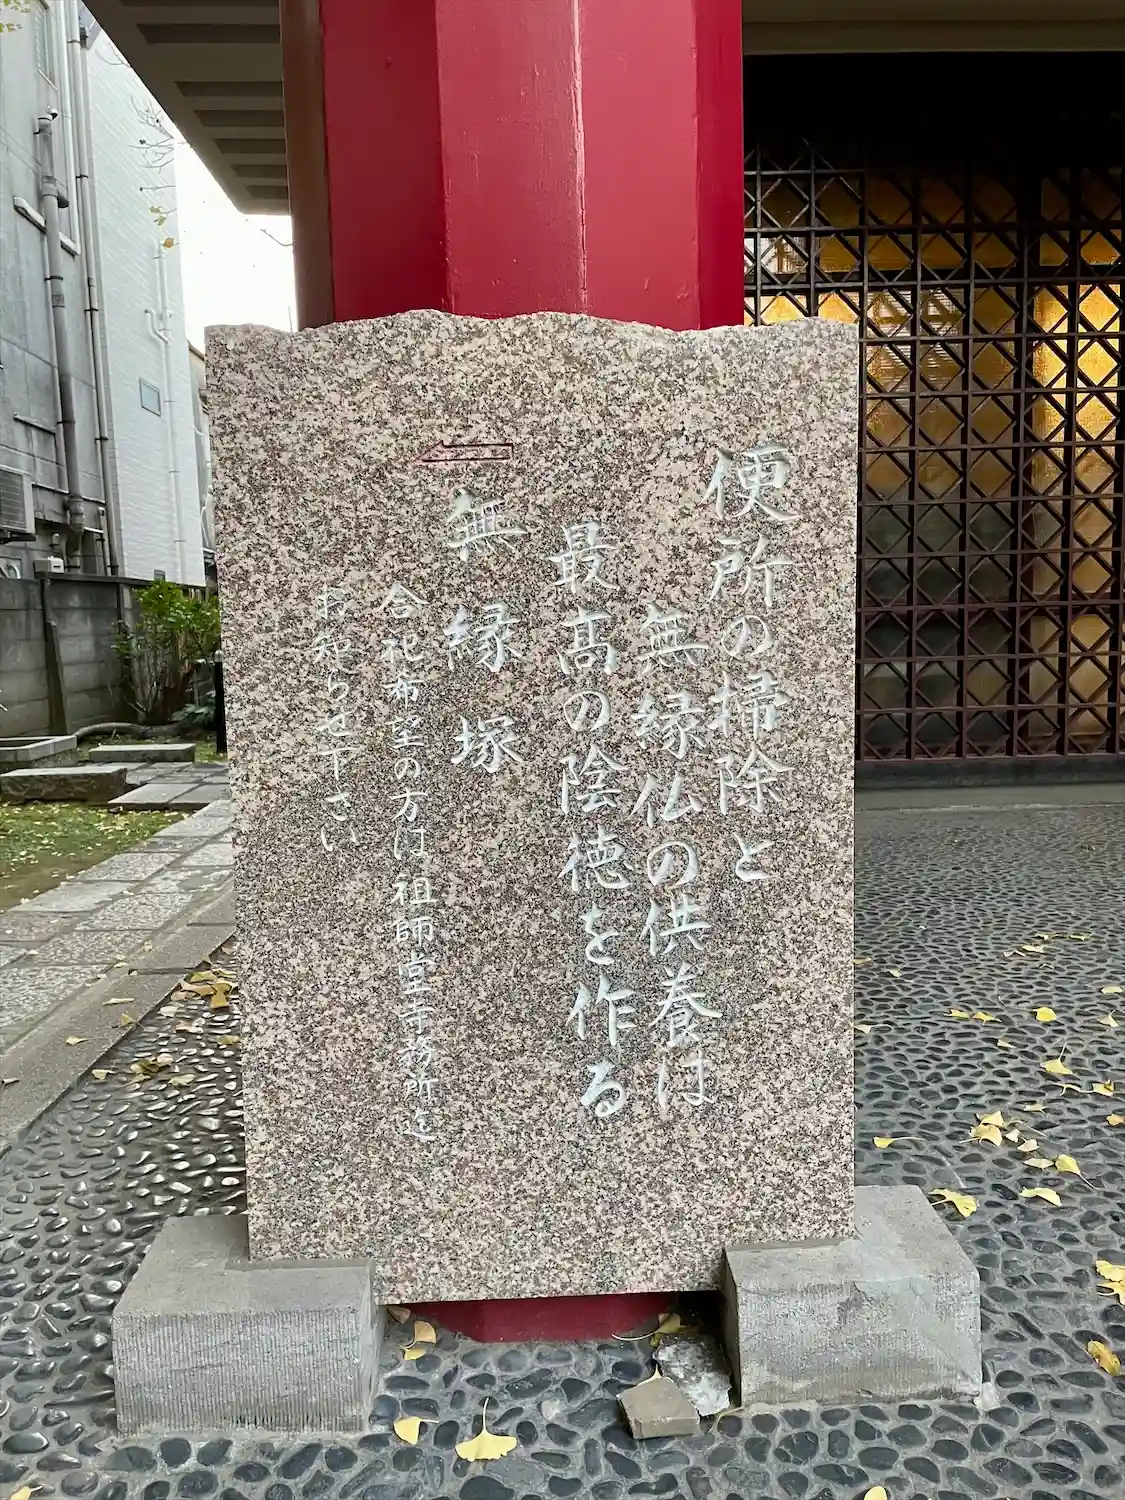 便所の掃除と
無縁仏の供養は
最高の陰徳を作る
無縁塚
合祀希望の方は祖師堂寺務所迄
お知らせ下さい